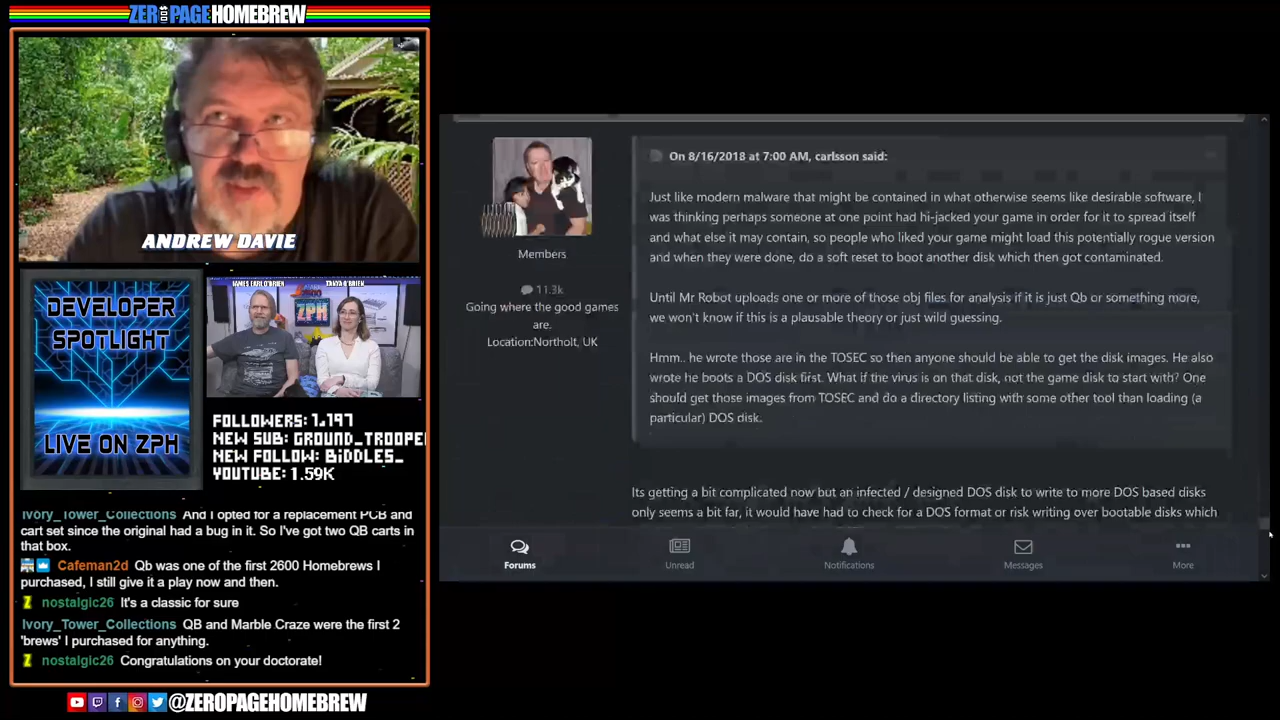 ZEROPAGE HOMEBREW
ANDREW DAVIE
DEVELOPER
SPOTLIGHT
LIVE ON ZPH
JAMES EARL O'BRIEN
TANYA O'BRIEN
ZPH
FOLLOWERS: 1,197
NEW SUB: GROUND_TROOPER
NEW FOLLOW: BIDDLES_
YOUTUBE: 1.59K
Ivory_Tower_Collections And I opted for a replacement PCB and
cart set since the original had a bug in it. So I've got two QB carts in
that box.
Cafeman2d Qb was one of the first 2600 Homebrews I
purchased, I still give it a play now and then.
nostalgic26 It's a classic for sure
Ivory_Tower_Collections QB and Marble Craze were the first 2
'brews' I purchased for anything.
nostalgic26 Congratulations on your doctorate!
@ZEROPAGEHOMEBREW
Members
11.3k
Going where the good games
are.
Location:Northolt, UK
On 8/16/2018 at 7:00 AM, carlsson said:
Just like modern malware that might be contained in what otherwise seems like desirable software, I
was thinking perhaps someone at one point had hi-jacked your game in order for it to spread itself
and what else it may contain, so people who liked your game might load this potentially rogue version
and when they were done, do a soft reset to boot another disk which then got contaminated.
Until Mr Robot uploads one or more of those obj files for analysis if it is just Qb or something more,
we won't know if this is a plausable theory or just wild guessing.
Hmm.. he wrote those are in the TOSEC so then anyone should be able to get the disk images. He also
wrote he boots a DOS disk first. What if the virus is on that disk, not the game disk to start with? One
should get those images from TOSEC and do a directory listing with some other tool than loading (a
particular) DOS disk.
Its getting a bit complicated now but an infected / designed DOS disk to write to more DOS based disks
only seems a bit far, it would have had to check for a DOS format or risk writing over bootable disks which
Forums
Unread
Notifications
Messages
More